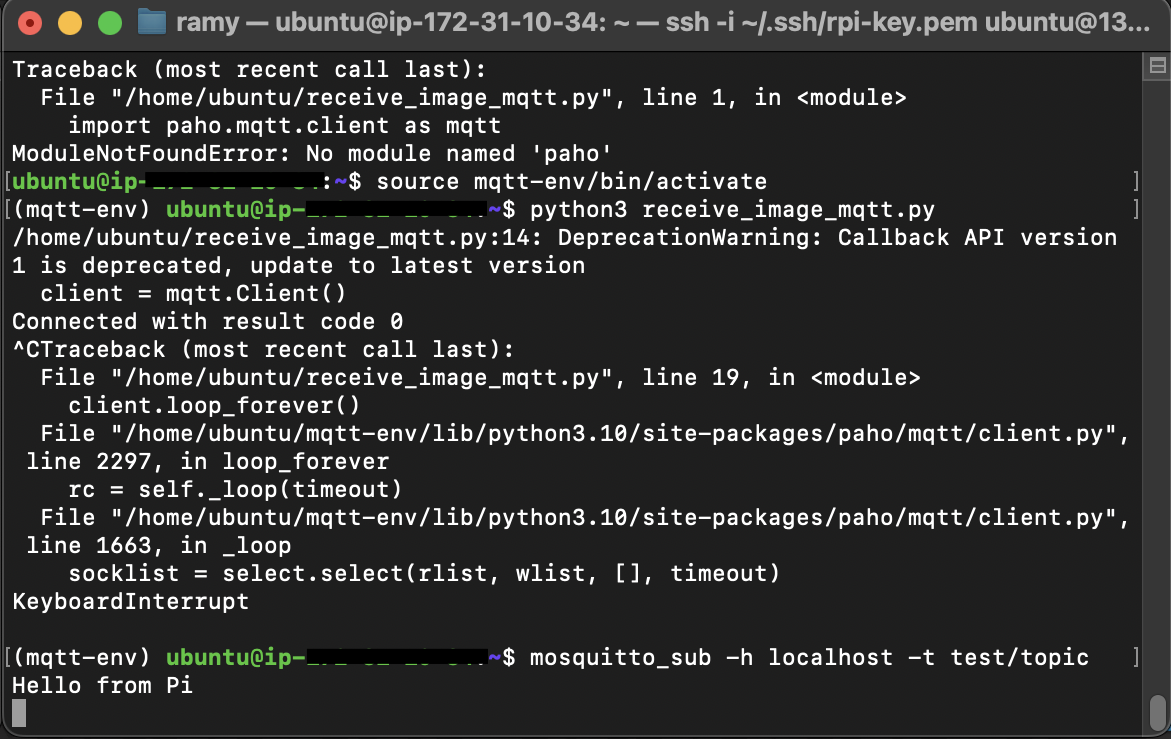 ramy — ubuntu@ip-172-31-10-34: ~ — ssh -i ~/.ssh/rpi-key.pem ubuntu@13...
Traceback (most recent call last):
  File "/home/ubuntu/receive_image_mqtt.py", line 1, in <module>
    import paho.mqtt.client as mqtt
ModuleNotFoundError: No module named 'paho'
[ubuntu@ip-:~$ source mqtt-env/bin/activate ]
[(mqtt-env) ubuntu@ip-~$ python3 receive_image_mqtt.py ]
/home/ubuntu/receive_image_mqtt.py:14: DeprecationWarning: Callback API version
1 is deprecated, update to latest version
  client = mqtt.Client()
Connected with result code 0
^CTraceback (most recent call last):
  File "/home/ubuntu/receive_image_mqtt.py", line 19, in <module>
    client.loop_forever()
  File "/home/ubuntu/mqtt-env/lib/python3.10/site-packages/paho/mqtt/client.py",
 line 2297, in loop_forever
    rc = self._loop(timeout)
  File "/home/ubuntu/mqtt-env/lib/python3.10/site-packages/paho/mqtt/client.py",
 line 1663, in _loop
    socklist = select.select(rlist, wlist, [], timeout)
KeyboardInterrupt
[(mqtt-env) ubuntu@ip-~$ mosquitto_sub -h localhost -t test/topic ]
Hello from Pi